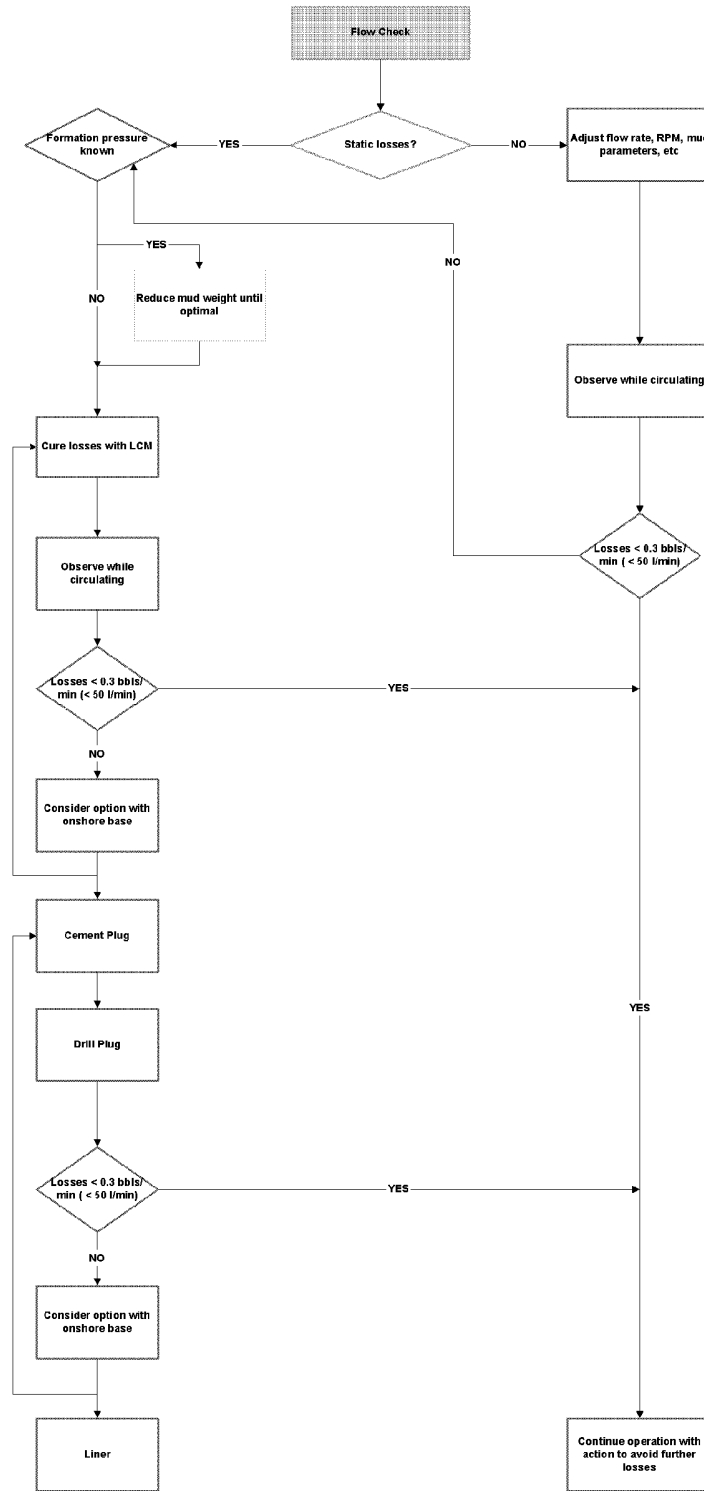 Flow Check
Formation pressure
known
YES
Static losses?
NO
Adjust flow rate, RPM, mud
parameters, etc
YES
NO
NO
Reduce mud weight until
optimal
Observe while circulating
Cure losses with LCM
Losses < 0.3 bbls/
min ( < 50 l/min)
Observe while
circulating
Losses < 0.3 bbls/
min (< 50 l/min)
YES
NO
Consider option with
onshore base
Cement Plug
YES
Drill Plug
Losses < 0.3 bbls/
min ( < 50 l/min)
YES
NO
Consider option with
onshore base
Liner
Continue operation with
action to avoid further
losses